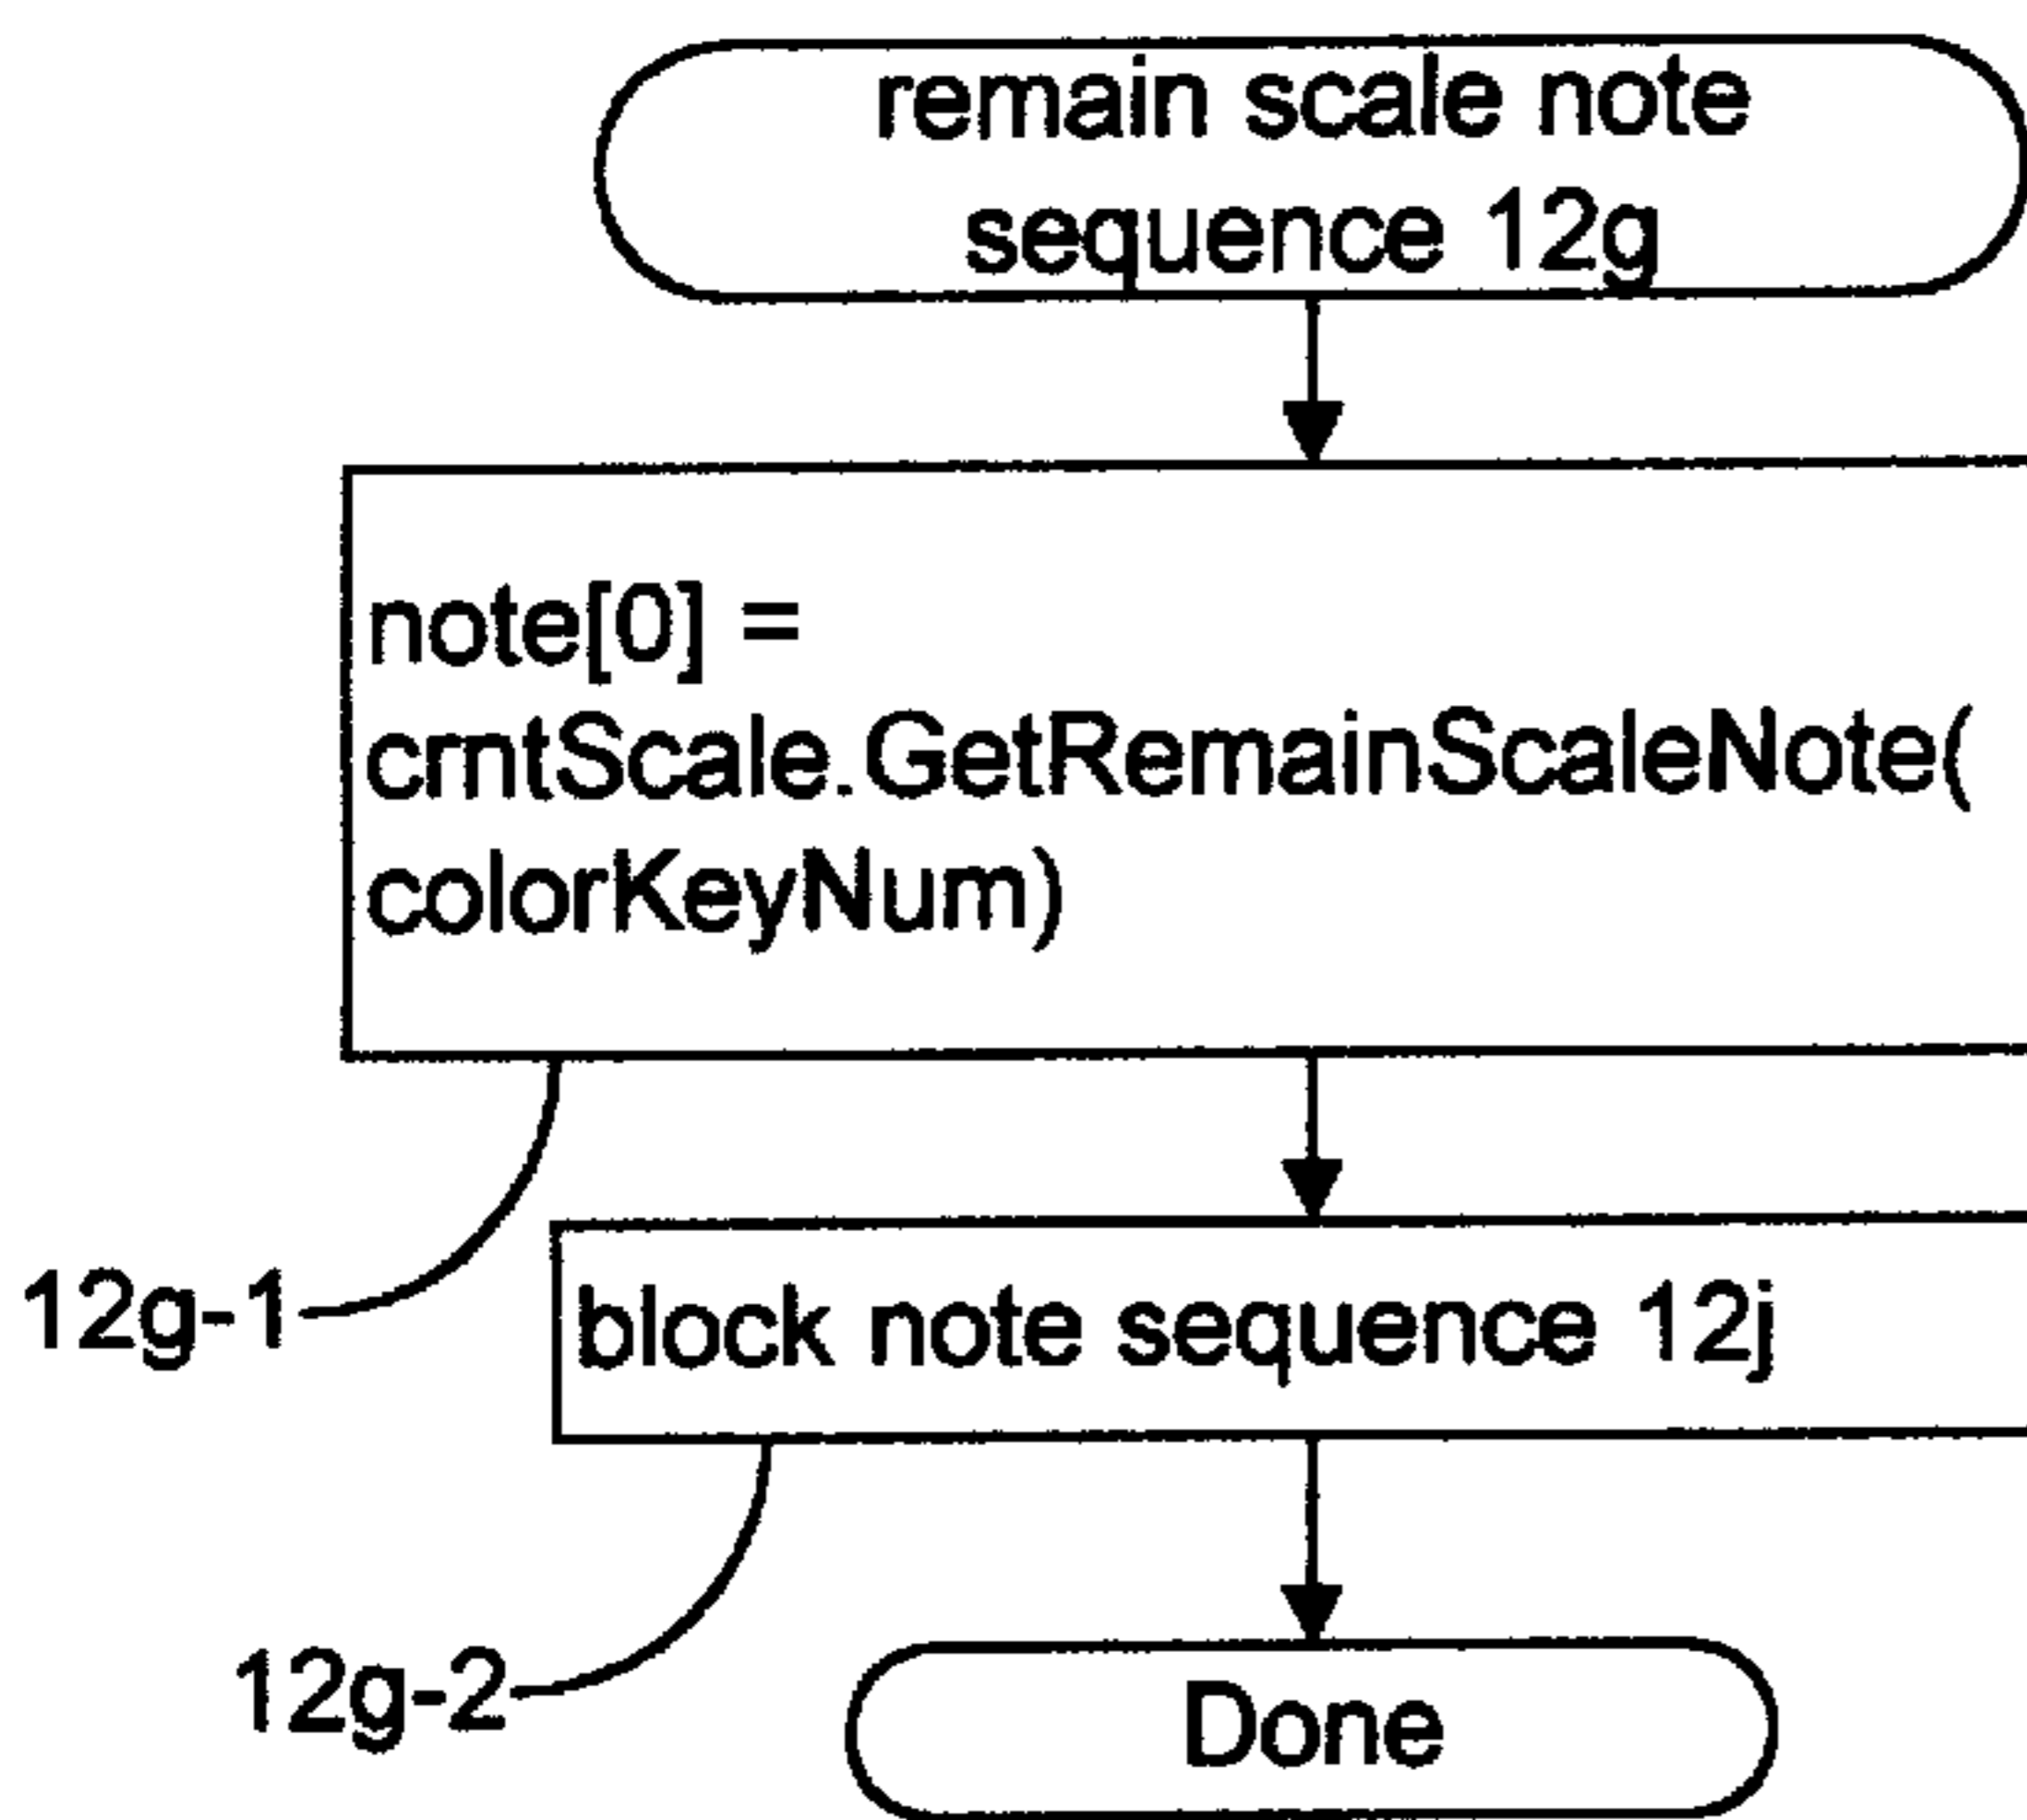 remain scale note
sequence 12g
note[0] =
crntScale.GetRemainScaleNote(
colorKeyNum)
12g-1
block note sequence 12j
12g-2
Done